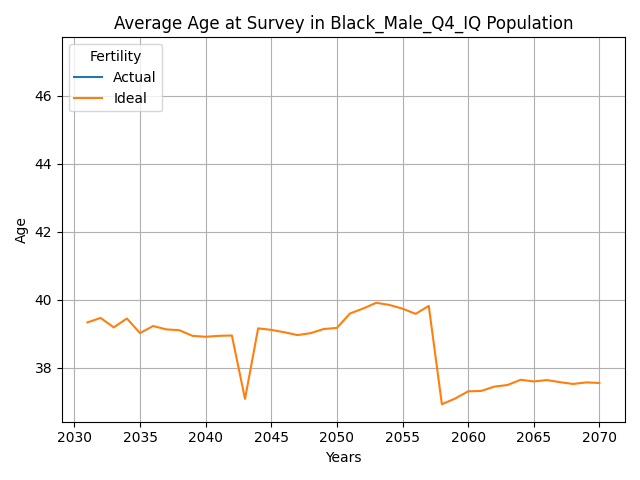 Average Age at Survey in Black_Male_Q4_IQ Population
Fertility
Actual
Ideal
46
44
42
40
38
Age
2030 2035 2040 2045 2050 2055 2060 2065 2070
Years